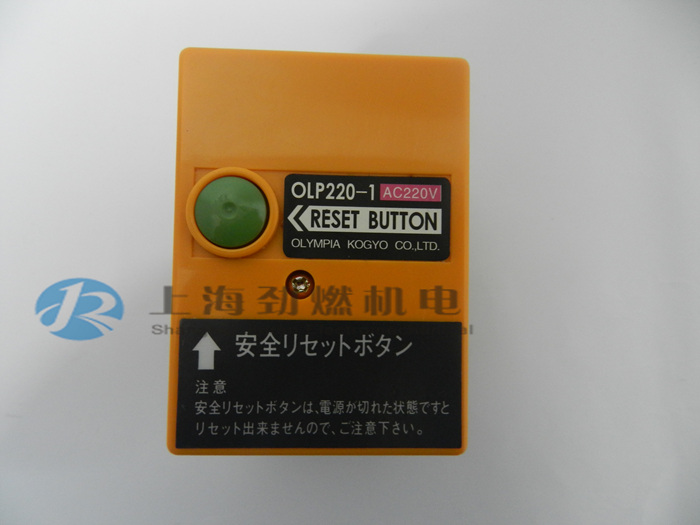 OLP220-1 AC220V
RESET BUTTON
OLYMPIA KOGYO CO.,LTD.
上海劲燃机电
安全リセットボタン
注意
安全リセットボタンは、電源が切れた状態ですと
リセット出来ませんので、ご注意下さい。